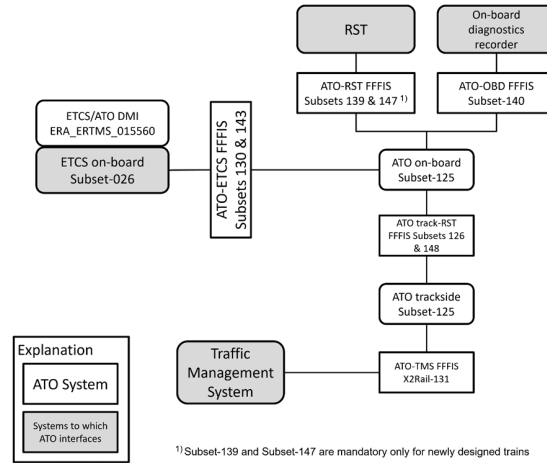 RST
On-board
diagnostics
recorder
ATO-RST FFFIS
Subsets 139 & 147 ¹⁾
ATO-OBD FFFIS
Subset-140
ETCS/ATO DMI
ERA_ERTMS_015560
ETCS on-board
Subset-026
ATO-ETCS FFFIS
Subsets 130 & 143
ATO on-board
Subset-125
ATO track-RST
FFFIS Subsets 126
& 148
ATO trackside
Subset-125
Traffic
Management
System
ATO-TMS FFFIS
X2Rail-131
Explanation
ATO System
Systems to which
ATO interfaces
¹⁾ Subset-139 and Subset-147 are mandatory only for newly designed trains